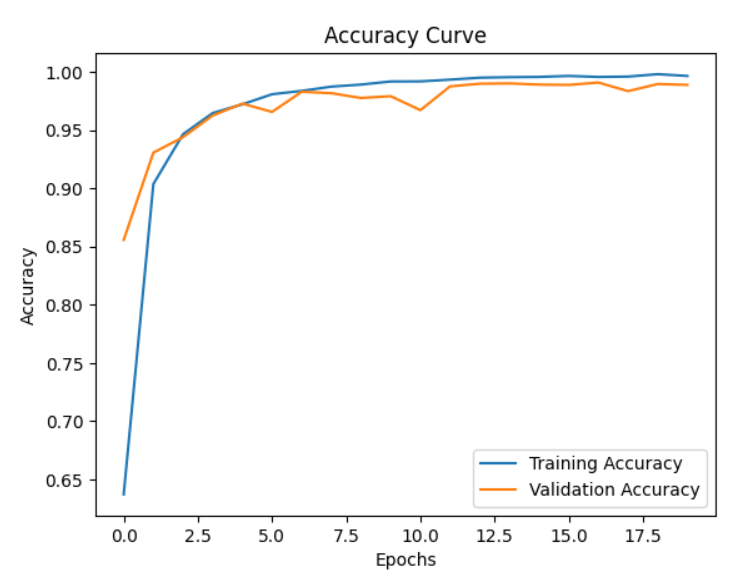 Accuracy Curve
1.00
0.95
0.90
0.85
0.80
0.75
0.70
0.65
Accuracy
Training Accuracy
Validation Accuracy
0.0 2.5 5.0 7.5 10.0 12.5 15.0 17.5
Epochs